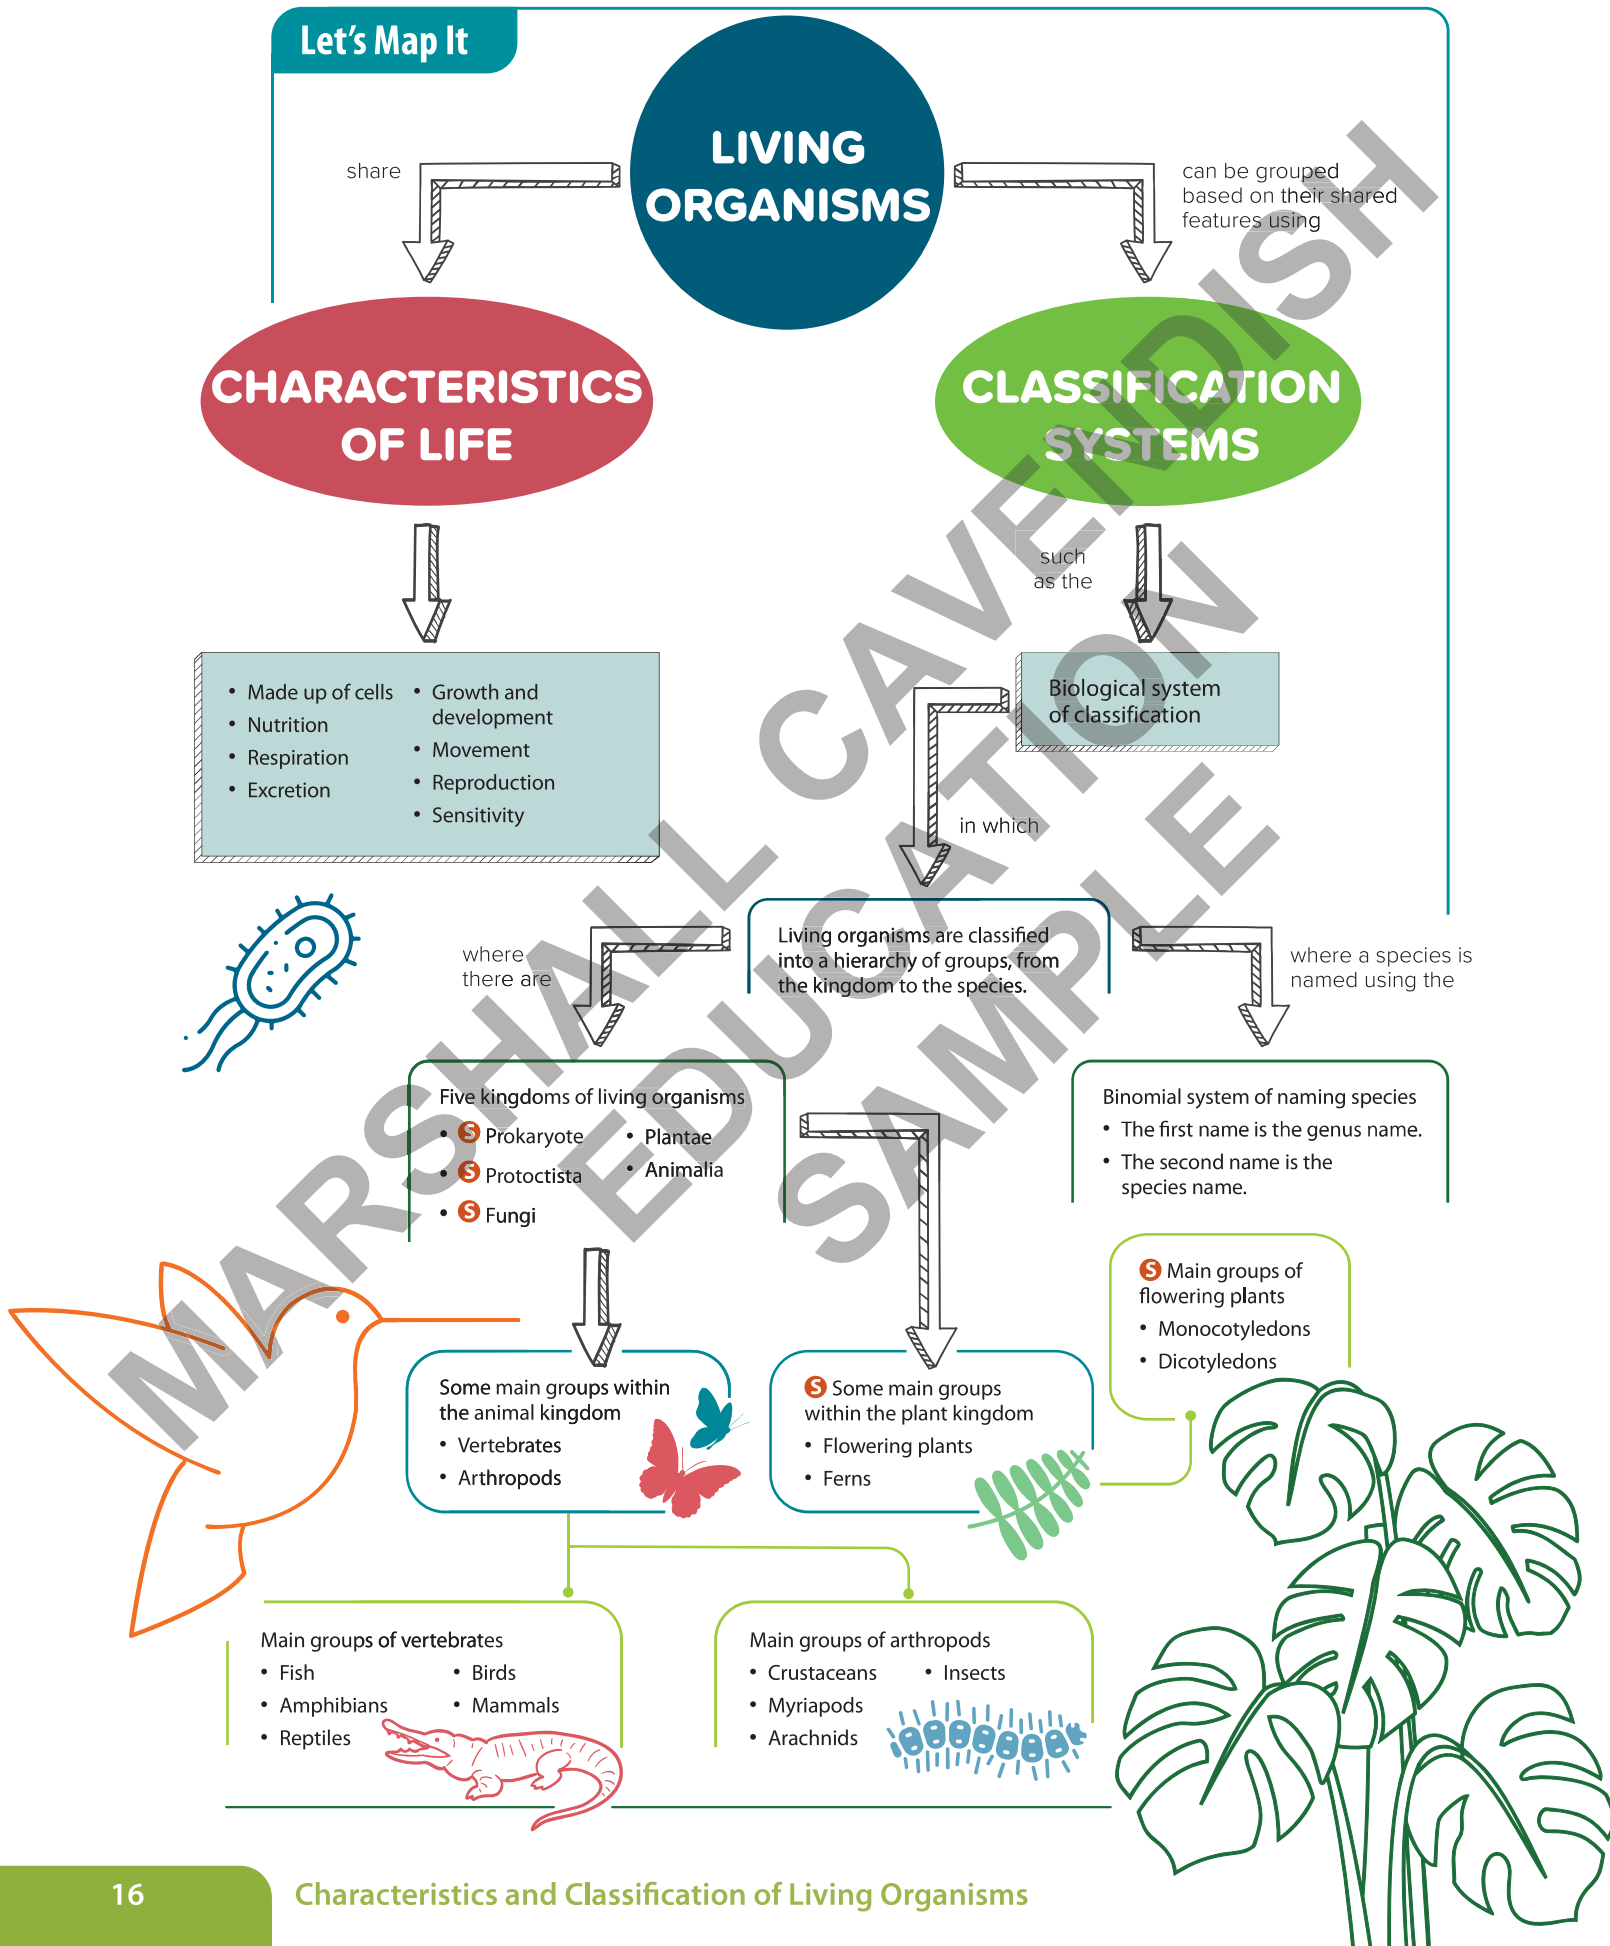 Let's Map It
LIVING
ORGANISMS
share
can be grouped
based on their shared
features using
CHARACTERISTICS
OF LIFE
CLASSIFICATION
SYSTEMS
such
as the
• Made up of cells
• Nutrition
• Respiration
• Excretion
• Growth and
development
• Movement
• Reproduction
• Sensitivity
Biological system
of classification
in which
Living organisms are classified
into a hierarchy of groups, from
the kingdom to the species.
where
there are
where a species is
named using the
Five kingdoms of living organisms
• S Prokaryote
• S Protoctista
• S Fungi
• Plantae
• Animalia
Binomial system of naming species
• The first name is the genus name.
• The second name is the
species name.
S Main groups of
flowering plants
• Monocotyledons
• Dicotyledons
Some main groups within
the animal kingdom
• Vertebrates
• Arthropods
S Some main groups
within the plant kingdom
• Flowering plants
• Ferns
Main groups of vertebrates
• Fish
• Amphibians
• Reptiles
• Birds
• Mammals
Main groups of arthropods
• Crustaceans
• Myriapods
• Arachnids
• Insects
MARSHALL CAVENDISH
EDUCATION
SAMPLE
16
Characteristics and Classification of Living Organisms